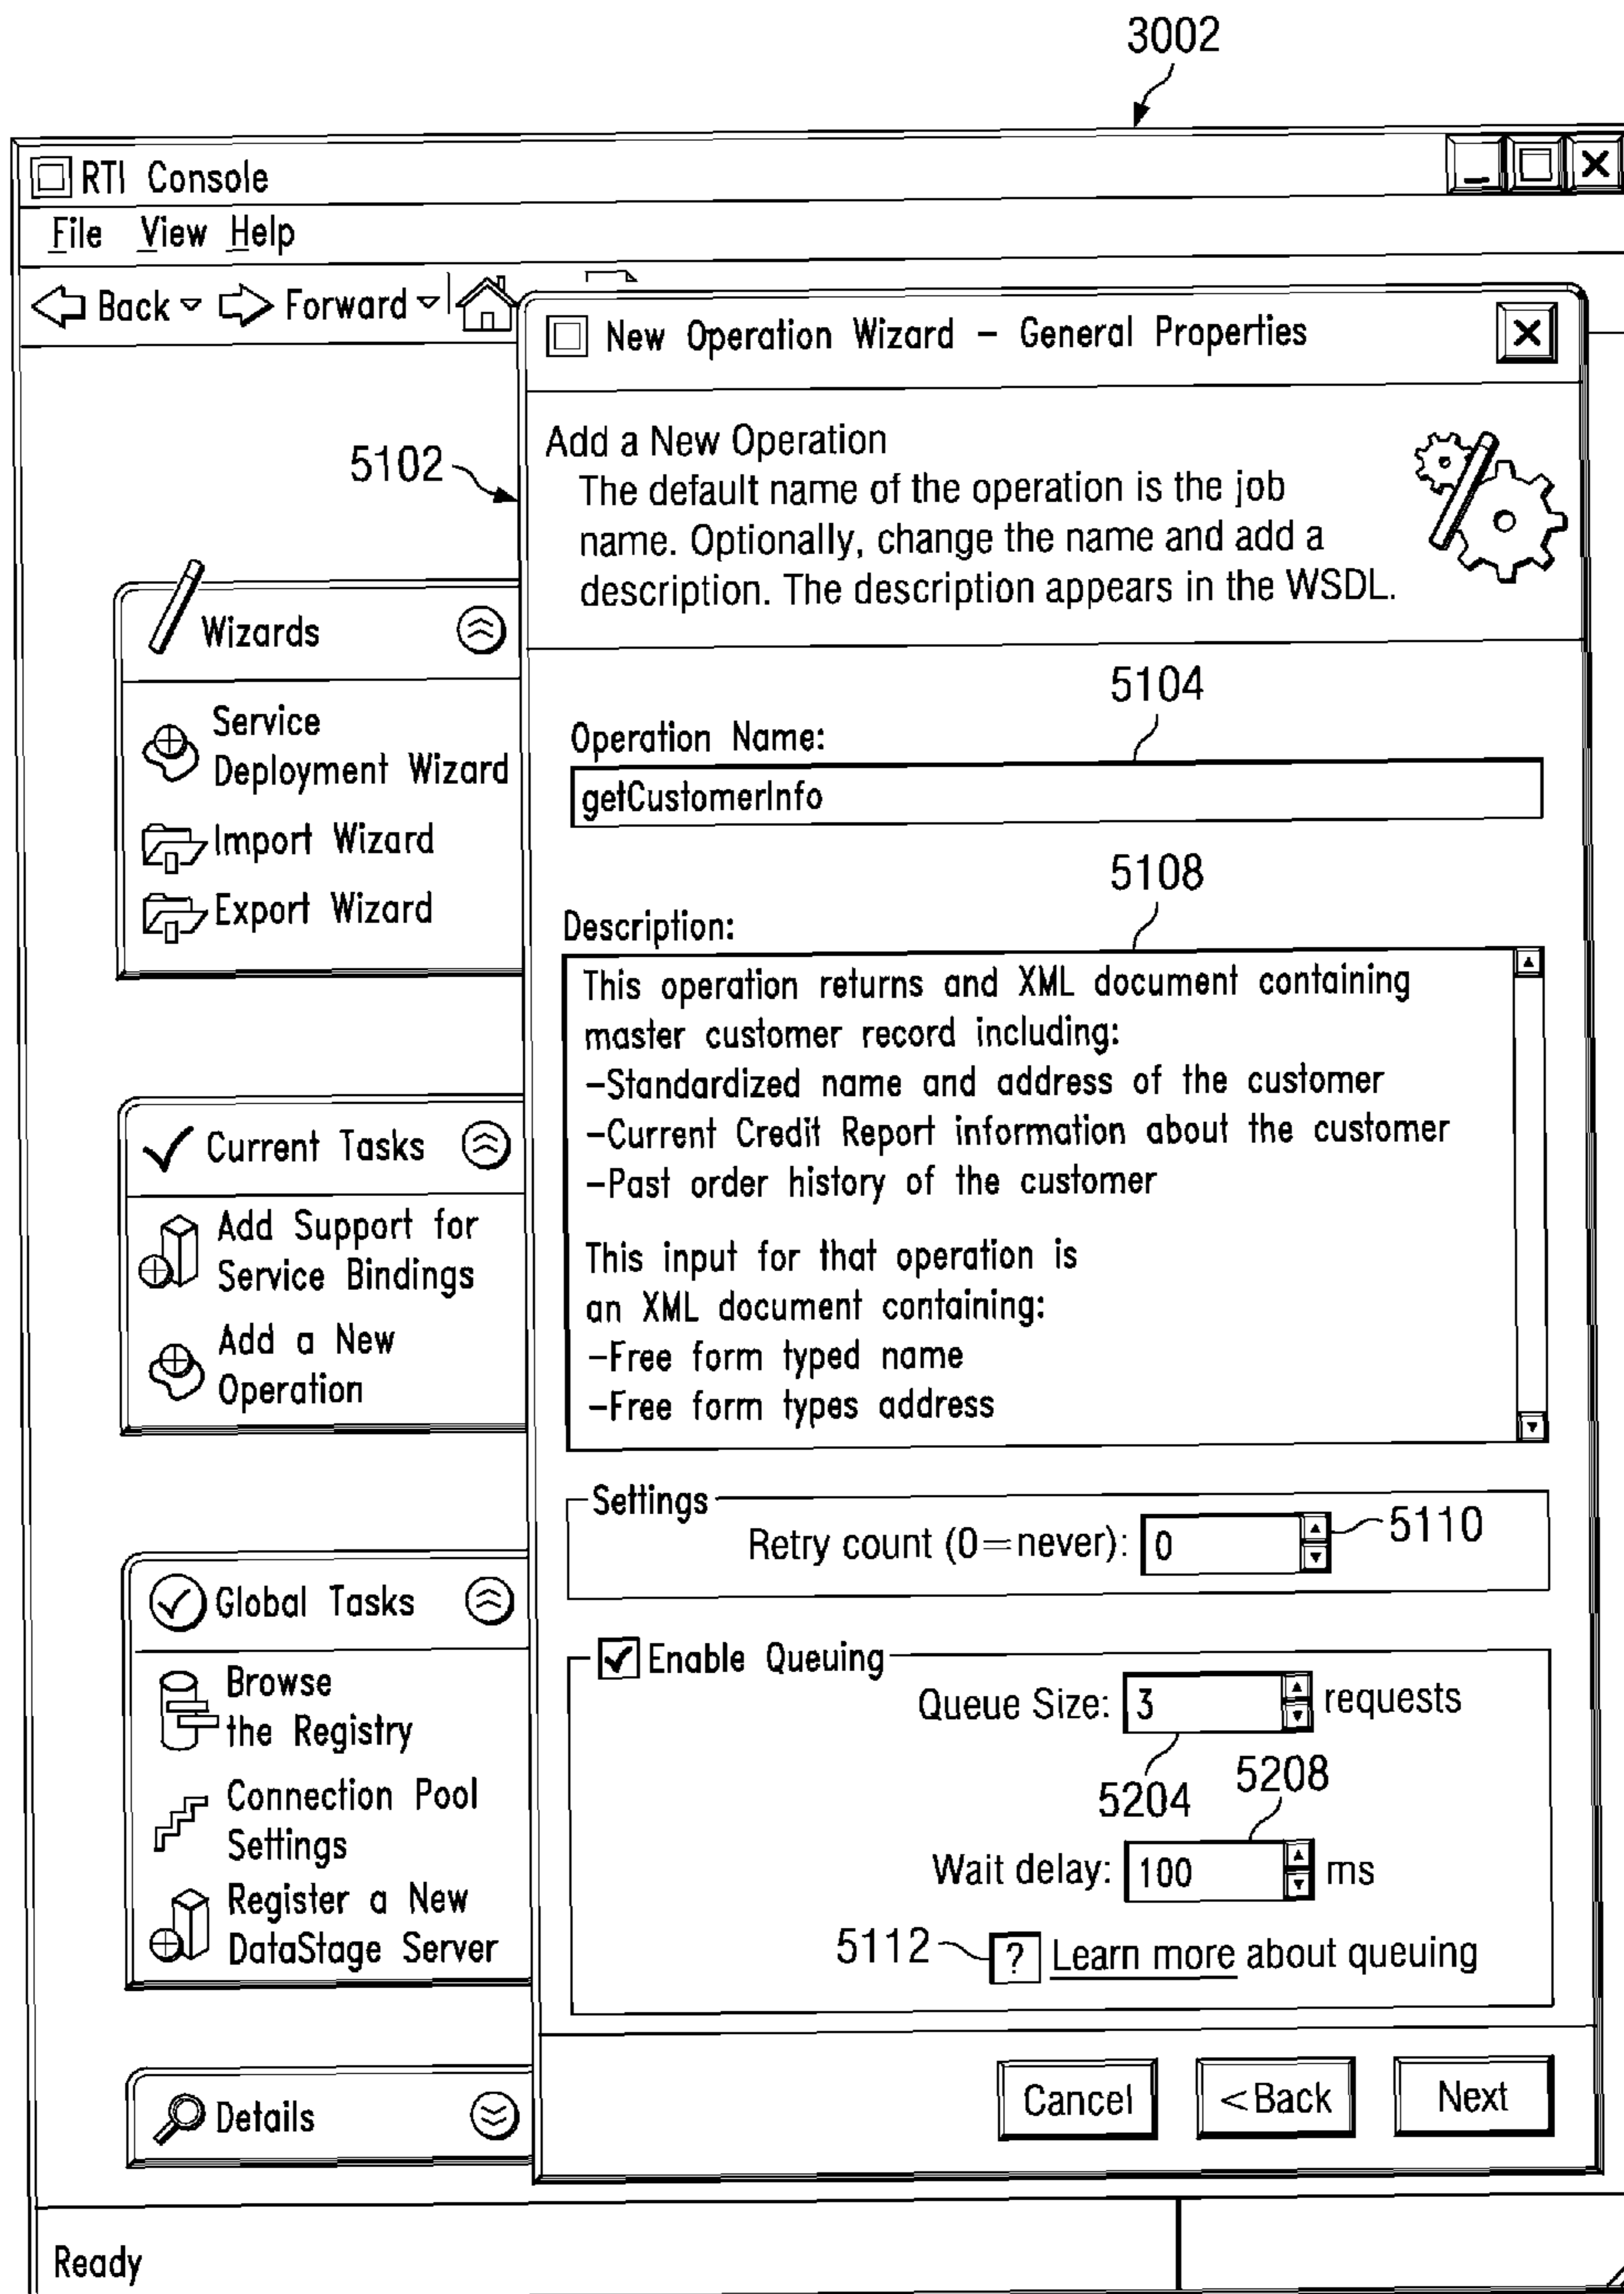 3002
RTI Console
File View Help
Back Forward
New Operation Wizard – General Properties
5102
Add a New Operation
The default name of the operation is the job
name. Optionally, change the name and add a
description. The description appears in the WSDL.
Wizards
Service
Deployment Wizard
Import Wizard
Export Wizard
5104
Operation Name:
getCustomerInfo
5108
Description:
This operation returns and XML document containing
master customer record including:
–Standardized name and address of the customer
–Current Credit Report information about the customer
–Past order history of the customer
This input for that operation is
an XML document containing:
–Free form typed name
–Free form types address
Current Tasks
Add Support for
Service Bindings
Add a New
Operation
Settings
Retry count (0=never): 0
5110
Global Tasks
Browse
the Registry
Connection Pool
Settings
Register a New
DataStage Server
Enable Queuing
Queue Size: 3 requests
5204
5208
Wait delay: 100 ms
5112
? Learn more about queuing
Details
Cancel
<Back
Next
Ready